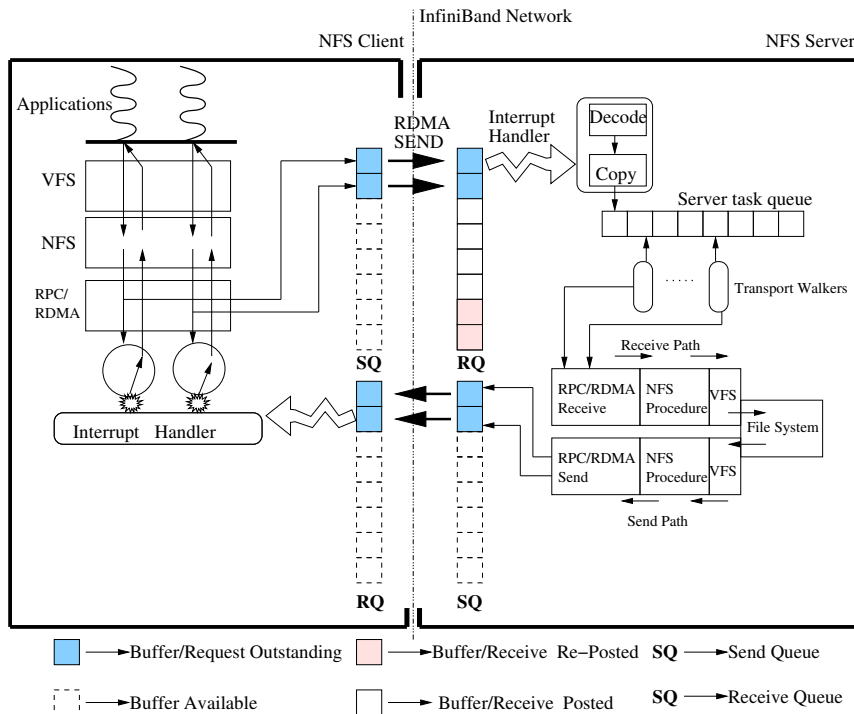 InfiniBand Network
NFS Client
NFS Server
Applications
VFS
NFS
RPC/
RDMA
Interrupt Handler
RDMA
SEND
SQ
RQ
RQ
SQ
Interrupt
Handler
Decode
Copy
Server task queue
.....
Transport Walkers
Receive Path
RPC/RDMA
Receive
NFS
Procedure
VFS
File System
RPC/RDMA
Send
NFS
Procedure
VFS
Send Path
Buffer/Request Outstanding
Buffer/Receive Re-Posted
SQ Send Queue
Buffer Available
Buffer/Receive Posted
SQ Receive Queue